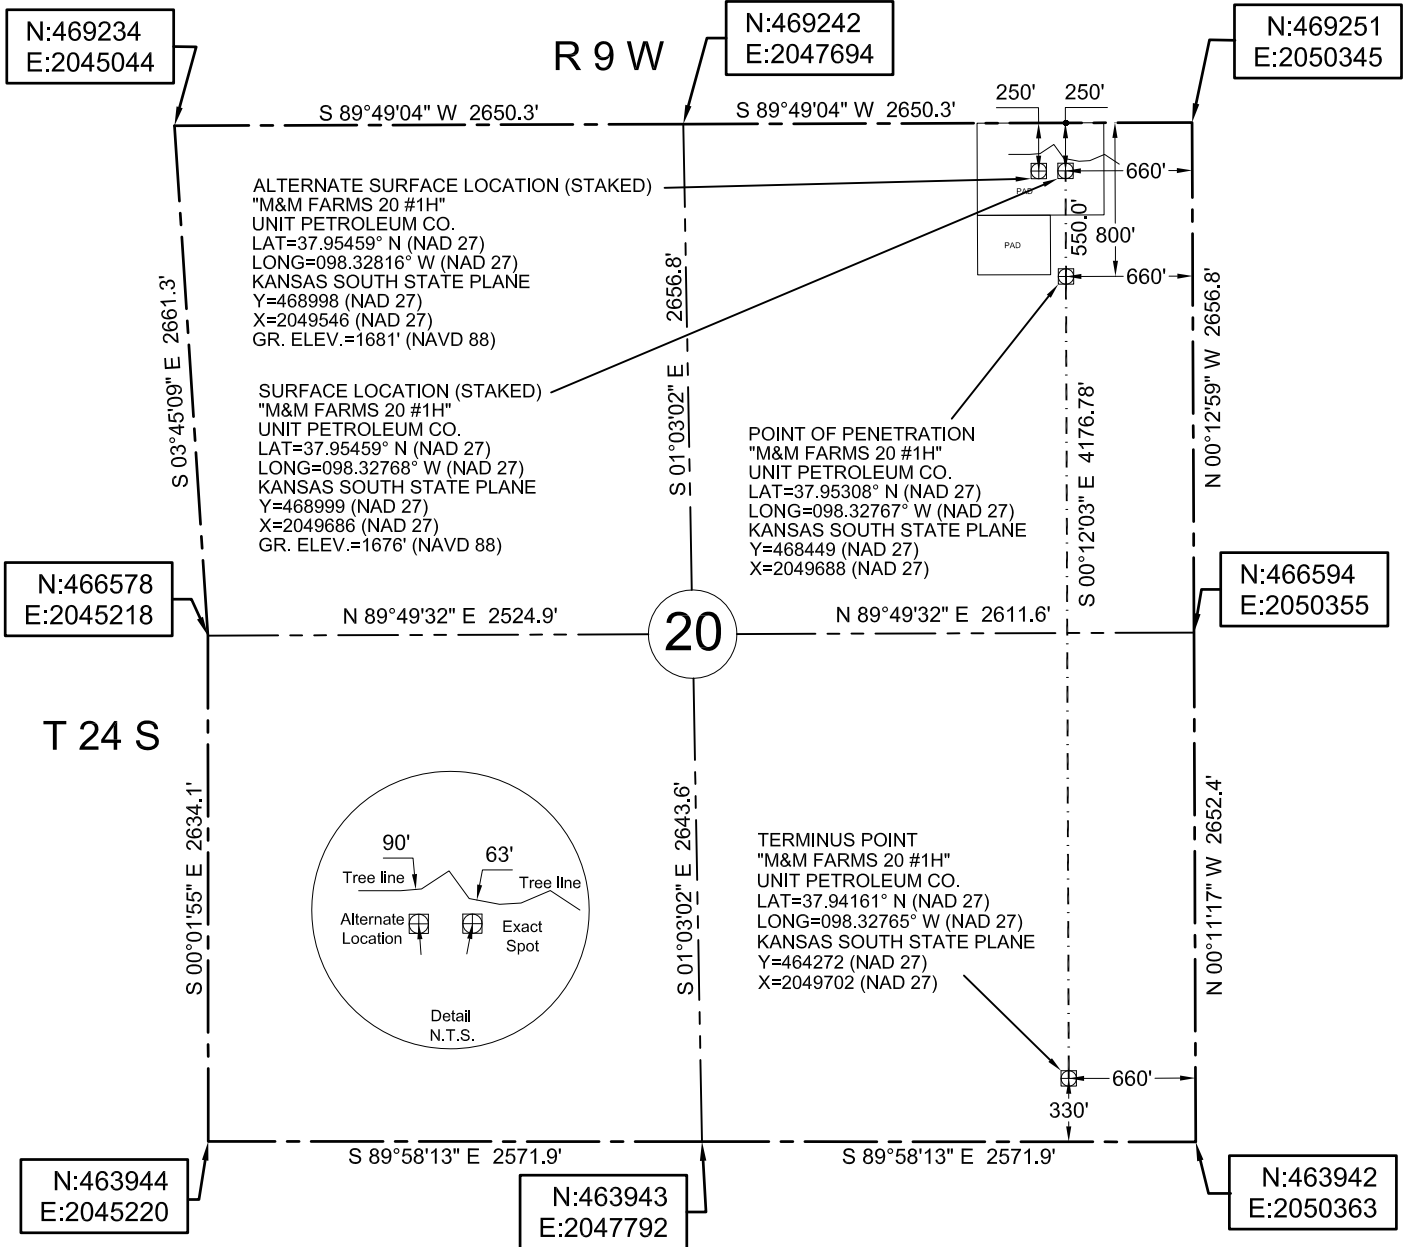 N:469234
E:2045044
R 9 W
N:469242
E:2047694
N:469251
E:2050345
S 89°49'04" W 2650.3'
S 89°49'04" W 2650.3'
250'
250'
660'
PAD
550.0'
800'
PAD
660'
ALTERNATE SURFACE LOCATION (STAKED)
"M&M FARMS 20 #1H"
UNIT PETROLEUM CO.
LAT=37.95459° N (NAD 27)
LONG=098.32816° W (NAD 27)
KANSAS SOUTH STATE PLANE
Y=468998 (NAD 27)
X=2049546 (NAD 27)
GR. ELEV.=1681' (NAVD 88)
SURFACE LOCATION (STAKED)
"M&M FARMS 20 #1H"
UNIT PETROLEUM CO.
LAT=37.95459° N (NAD 27)
LONG=098.32768° W (NAD 27)
KANSAS SOUTH STATE PLANE
Y=468999 (NAD 27)
X=2049686 (NAD 27)
GR. ELEV.=1676' (NAVD 88)
POINT OF PENETRATION
"M&M FARMS 20 #1H"
UNIT PETROLEUM CO.
LAT=37.95308° N (NAD 27)
LONG=098.32767° W (NAD 27)
KANSAS SOUTH STATE PLANE
Y=468449 (NAD 27)
X=2049688 (NAD 27)
S 03°45'09" E 2661.3'
S 01°03'02" E 2656.8'
S 00°12'03" E 4176.78'
N 00°12'59" W 2656.8'
N:466578
E:2045218
N 89°49'32" E 2524.9'
20
N 89°49'32" E 2611.6'
N:466594
E:2050355
T 24 S
S 00°01'55" E 2634.1'
S 01°03'02" E 2643.6'
N 00°11'17" W 2652.4'
90'
63'
Tree line
Tree line
Alternate
Location
Exact
Spot
Detail
N.T.S.
TERMINUS POINT
"M&M FARMS 20 #1H"
UNIT PETROLEUM CO.
LAT=37.94161° N (NAD 27)
LONG=098.32765° W (NAD 27)
KANSAS SOUTH STATE PLANE
Y=464272 (NAD 27)
X=2049702 (NAD 27)
660'
330'
S 89°58'13" E 2571.9'
S 89°58'13" E 2571.9'
N:463944
E:2045220
N:463943
E:2047792
N:463942
E:2050363